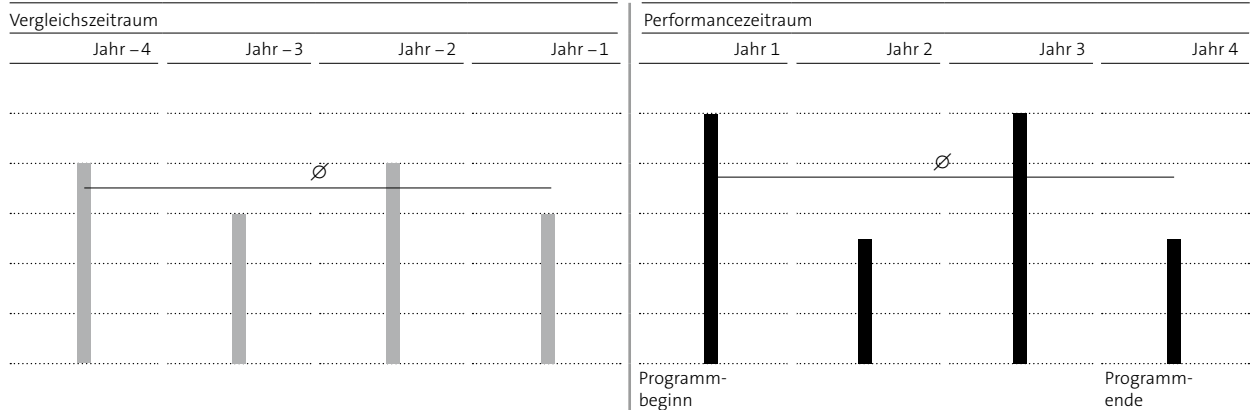 Vergleichszeitraum
Performancezeitraum
Jahr – 4
Jahr – 3
Jahr – 2
Jahr – 1
Jahr 1
Jahr 2
Jahr 3
Jahr 4
Ø
Ø
Programm-
beginn
Programm-
ende